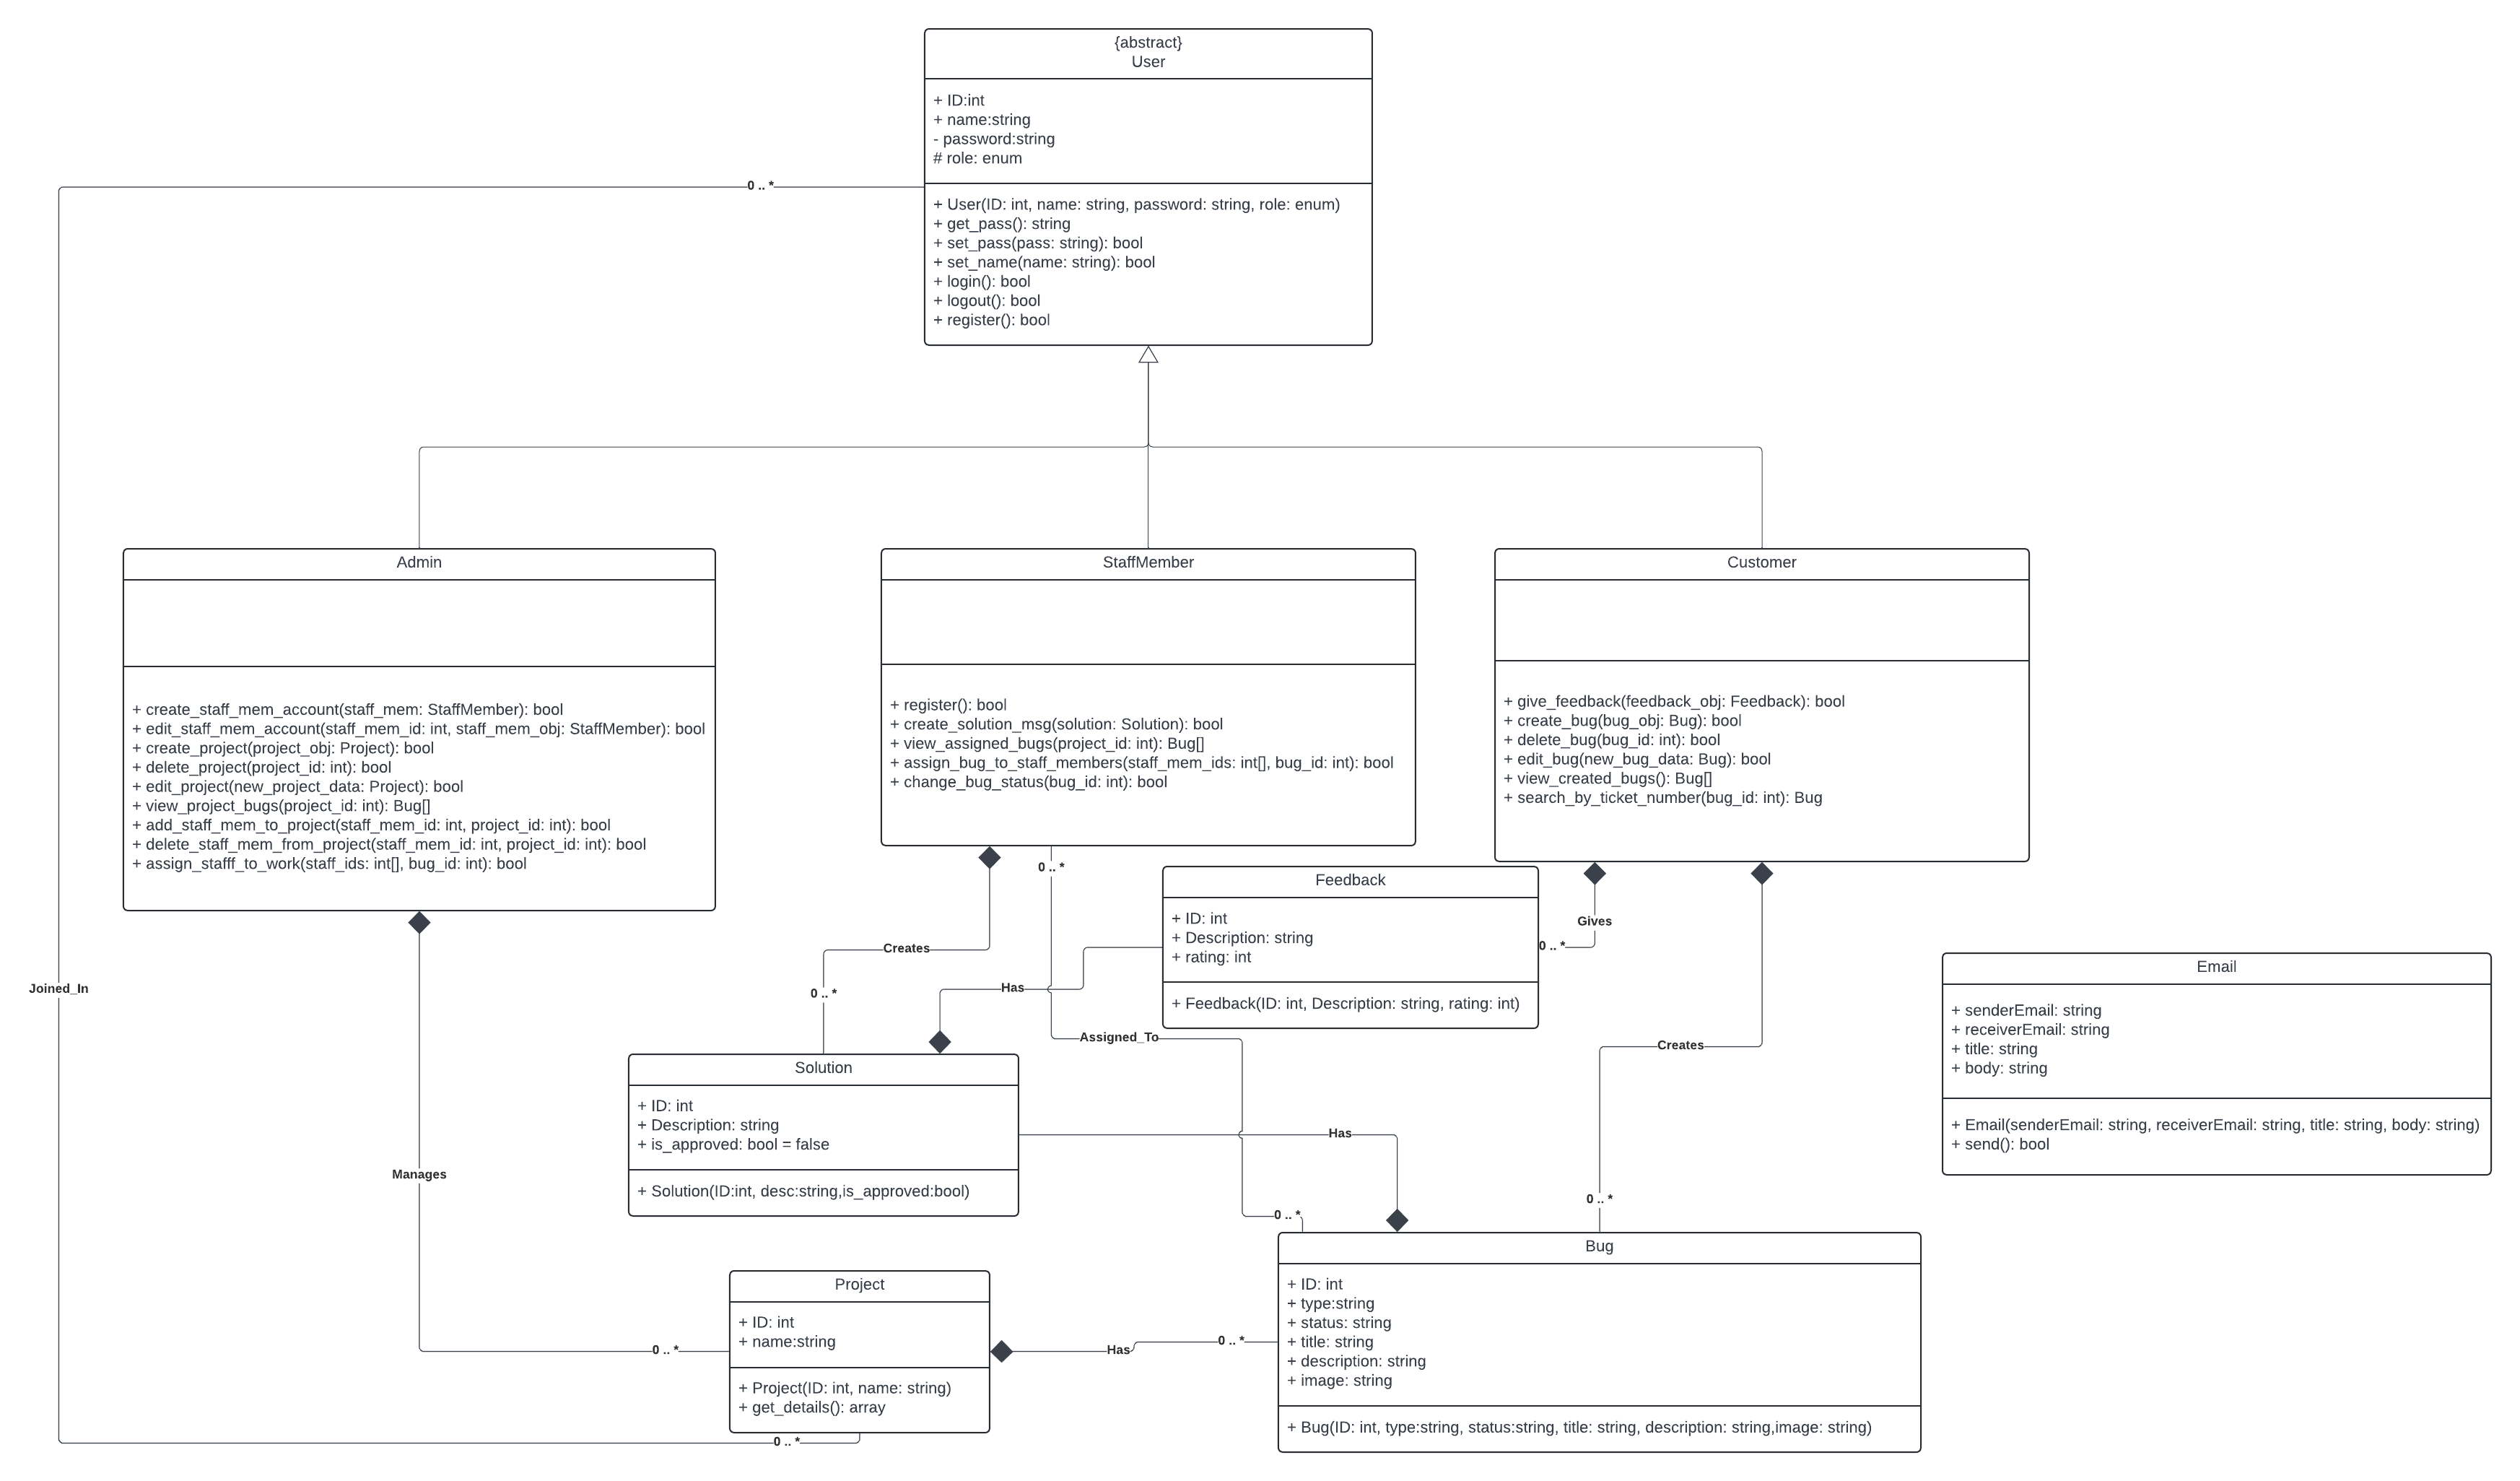 {abstract}
User
+ ID:int
+ name:string
- password:string
# role: enum
0 .. *
+ User(ID: int, name: string, password: string, role: enum)
+ get_pass(): string
+ set_pass(pass: string): bool
+ set_name(name: string): bool
+ login(): bool
+ logout(): bool
+ register(): bool
Admin
+ create_staff_mem_account(staff_mem: StaffMember): bool
+ edit_staff_mem_account(staff_mem_id: int, staff_mem_obj: StaffMember): bool
+ create_project(project_obj: Project): bool
+ delete_project(project_id: int): bool
+ edit_project(new_project_data: Project): bool
+ view_project_bugs(project_id: int): Bug[]
+ add_staff_mem_to_project(staff_mem_id: int, project_id: int): bool
+ delete_staff_mem_from_project(staff_mem_id: int, project_id: int): bool
+ assign_stafff_to_work(staff_ids: int[], bug_id: int): bool
StaffMember
+ register(): bool
+ create_solution_msg(solution: Solution): bool
+ view_assigned_bugs(project_id: int): Bug[]
+ assign_bug_to_staff_members(staff_mem_ids: int[], bug_id: int): bool
+ change_bug_status(bug_id: int): bool
Customer
+ give_feedback(feedback_obj: Feedback): bool
+ create_bug(bug_obj: Bug): bool
+ delete_bug(bug_id: int): bool
+ edit_bug(new_bug_data: Bug): bool
+ view_created_bugs(): Bug[]
+ search_by_ticket_number(bug_id: int): Bug
0 .. *
Feedback
+ ID: int
+ Description: string
+ rating: int
+ Feedback(ID: int, Description: string, rating: int)
Gives
0 .. *
Creates
0 .. *
Has
Joined_In
Assigned_To
Creates
0 .. *
Email
+ senderEmail: string
+ receiverEmail: string
+ title: string
+ body: string
+ Email(senderEmail: string, receiverEmail: string, title: string, body: string)
+ send(): bool
Solution
+ ID: int
+ Description: string
+ is_approved: bool = false
+ Solution(ID:int, desc:string,is_approved:bool)
Has
0 .. *
Manages
0 .. *
Project
+ ID: int
+ name:string
+ Project(ID: int, name: string)
+ get_details(): array
0 .. *
Has
0 .. *
Bug
+ ID: int
+ type:string
+ status: string
+ title: string
+ description: string
+ image: string
+ Bug(ID: int, type:string, status:string, title: string, description: string,image: string)